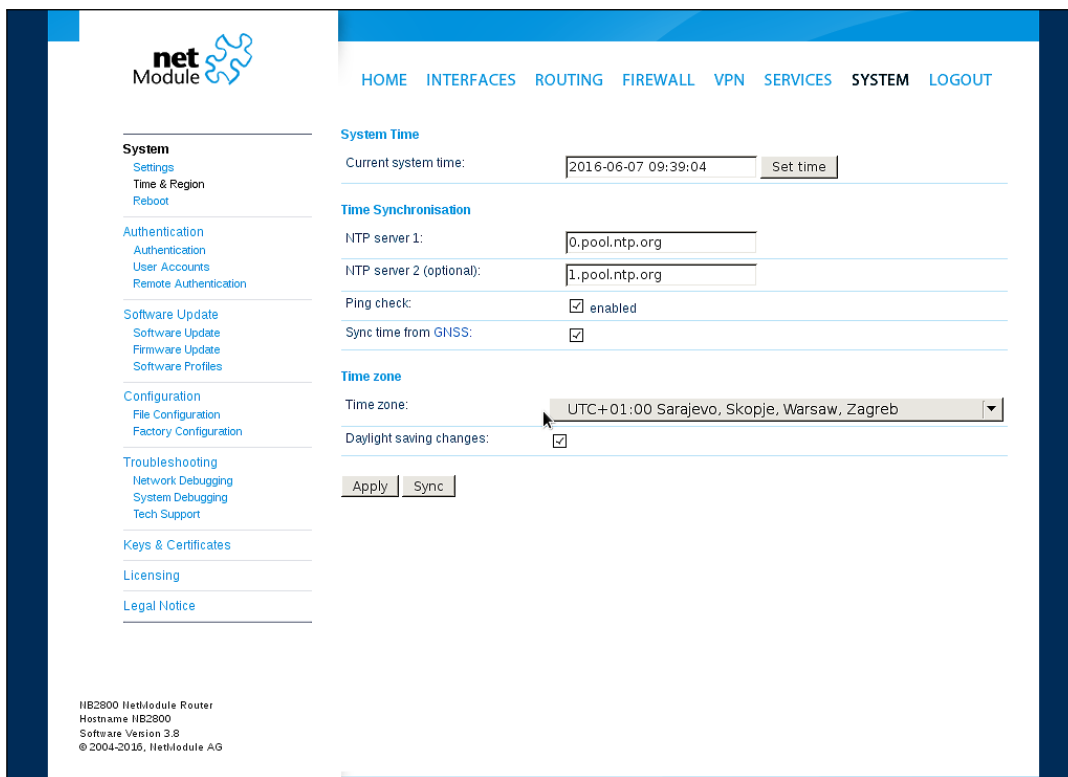 net
Module
HOME INTERFACES ROUTING FIREWALL VPN SERVICES SYSTEM LOGOUT
System
Settings
Time & Region
Reboot
Authentication
Authentication
User Accounts
Remote Authentication
Software Update
Software Update
Firmware Update
Software Profiles
Configuration
File Configuration
Factory Configuration
Troubleshooting
Network Debugging
System Debugging
Tech Support
Keys & Certificates
Licensing
Legal Notice
System Time
Current system time: 2016-06-07 09:39:04 Set time
Time Synchronisation
NTP server 1: 0.pool.ntp.org
NTP server 2 (optional): 1.pool.ntp.org
Ping check: enabled
Sync time from GNSS:
Time zone
Time zone: UTC+01:00 Sarajevo, Skopje, Warsaw, Zagreb
Daylight saving changes:
Apply Sync
NB2800 NetModule Router
Hostname NB2800
Software Version 3.8
© 2004-2016, NetModule AG